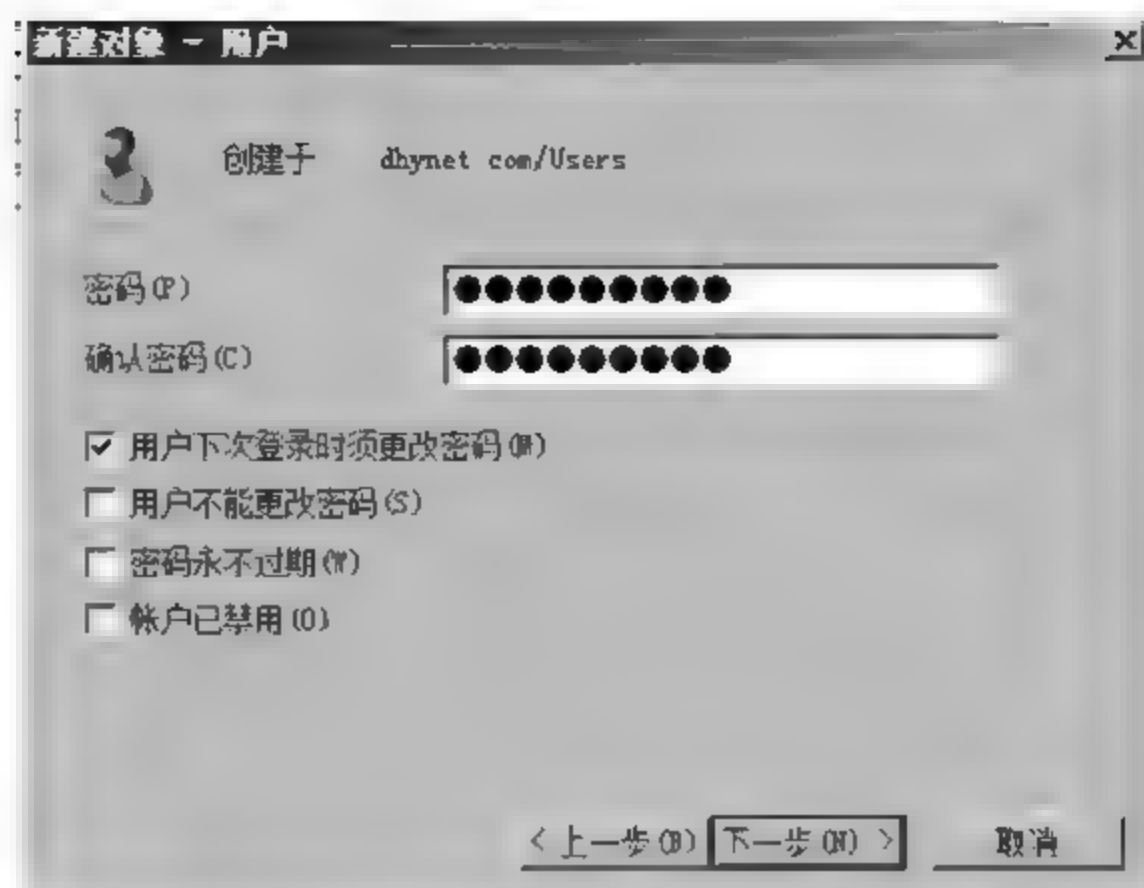 新建对象 - 用户
创建于 dhynet com/Users
密码(P)
确认密码(C)
用户下次登录时须更改密码(M)
用户不能更改密码(S)
密码永不过期(W)
帐户已禁用(O)
< 上一步(B) 下一步(N) > 取消